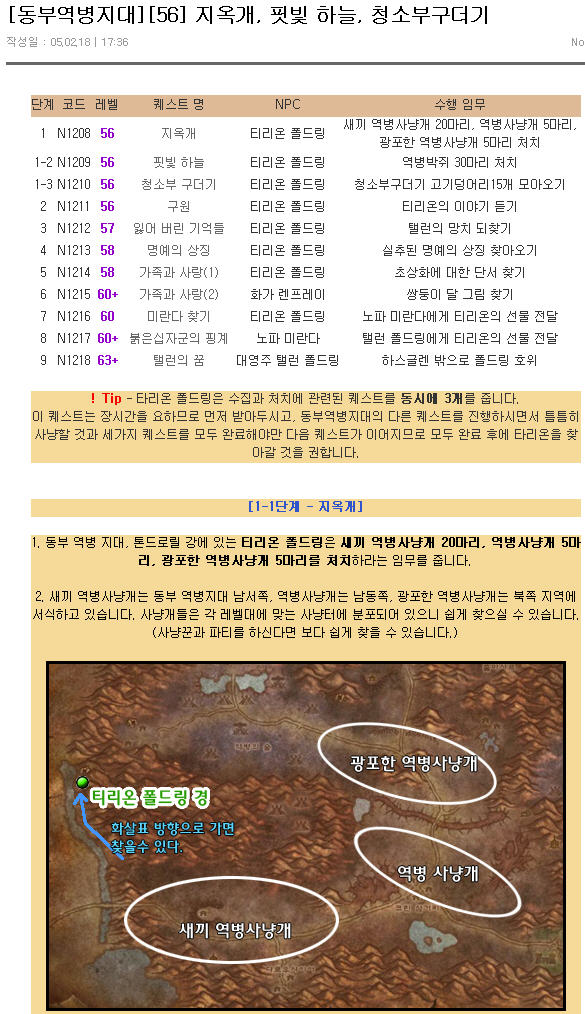 [동부역병지대][56] 지옥개, 핏빛 하늘, 청소부구더기
작성일 : 05,02,18 | 17:36 No
단계 코드 레벨 퀘스트 명 NPC 수행 임무
1 N1208 56 지옥개 티리온 폴드링 새끼 역병사냥개 20마리, 역병사냥개 5마리,
광포한 역병사냥개 5마리 처치
1-2 N1209 56 핏빛 하늘 티리온 폴드링 역병박쥐 30마리 처치
1-3 N1210 56 청소부 구더기 티리온 폴드링 청소부구더기 고기덩어리15개 모아오기
2 N1211 56 구원 티리온 폴드링 티리온의 이야기 듣기
3 N1212 57 잃어 버린 기억들 티리온 폴드링 탤런의 망치 되찾기
4 N1213 58 명예의 상징 티리온 폴드링 실추된 명예의 상징 찾아오기
5 N1214 58 가족과 사랑(1) 티리온 폴드링 초상화에 대한 단서 찾기
6 N1215 60+ 가족과 사랑(2) 화가 렌프레이 쌍둥이 달 그림 찾기
7 N1216 60 미란다 찾기 티리온 폴드링 노파 미란다에게 티리온의 선물 전달
8 N1217 60+ 붉은십자군의 핑계 노파 미란다 탤런 폴드링에게 티리온의 선물 전달
9 N1218 63+ 탤런의 꿈 대영주 탤런 폴드링 하스글렌 밖으로 폴드링 호위
! Tip - 타리온 폴드링은 수집과 처치에 관련된 퀘스트를 동시에 3개를 줍니다.
이 퀘스트는 장시간을 요하므로 먼저 받아두시고, 동부역병지대의 다른 퀘스트를 진행하시면서 틈틈히
사냥할 것과 세가지 퀘스트를 모두 완료해야만 다음 퀘스트가 이어지므로 모두 완료 후에 타리온을 찾
아갈 것을 권합니다.
[1-1단계 - 지옥개]
1. 동부 역병 지대, 톤드로릴 강에 있는 티리온 폴드링은 새끼 역병사냥개 20마리, 역병사냥개 5마
리, 광포한 역병사냥개 5마리를 처치하라는 임무를 줍니다.
2. 새끼 역병사냥개는 동부 역병지대 남서쪽, 역병사냥개는 남동쪽, 광포한 역병사냥개는 북쪽 지역에
서식하고 있습니다. 사냥개들은 각 레벨대에 맞는 사냥터에 분포되어 있으니 쉽게 찾으실 수 있습니다.
(사냥꾼과 파티를 하신다면 보다 쉽게 찾을 수 있습니다.)
광포한 역병사냥개
티리온 폴드링 경
화살표 방향으로 가면
찾을수 있다.
역병 사냥개
새끼 역병사냥개